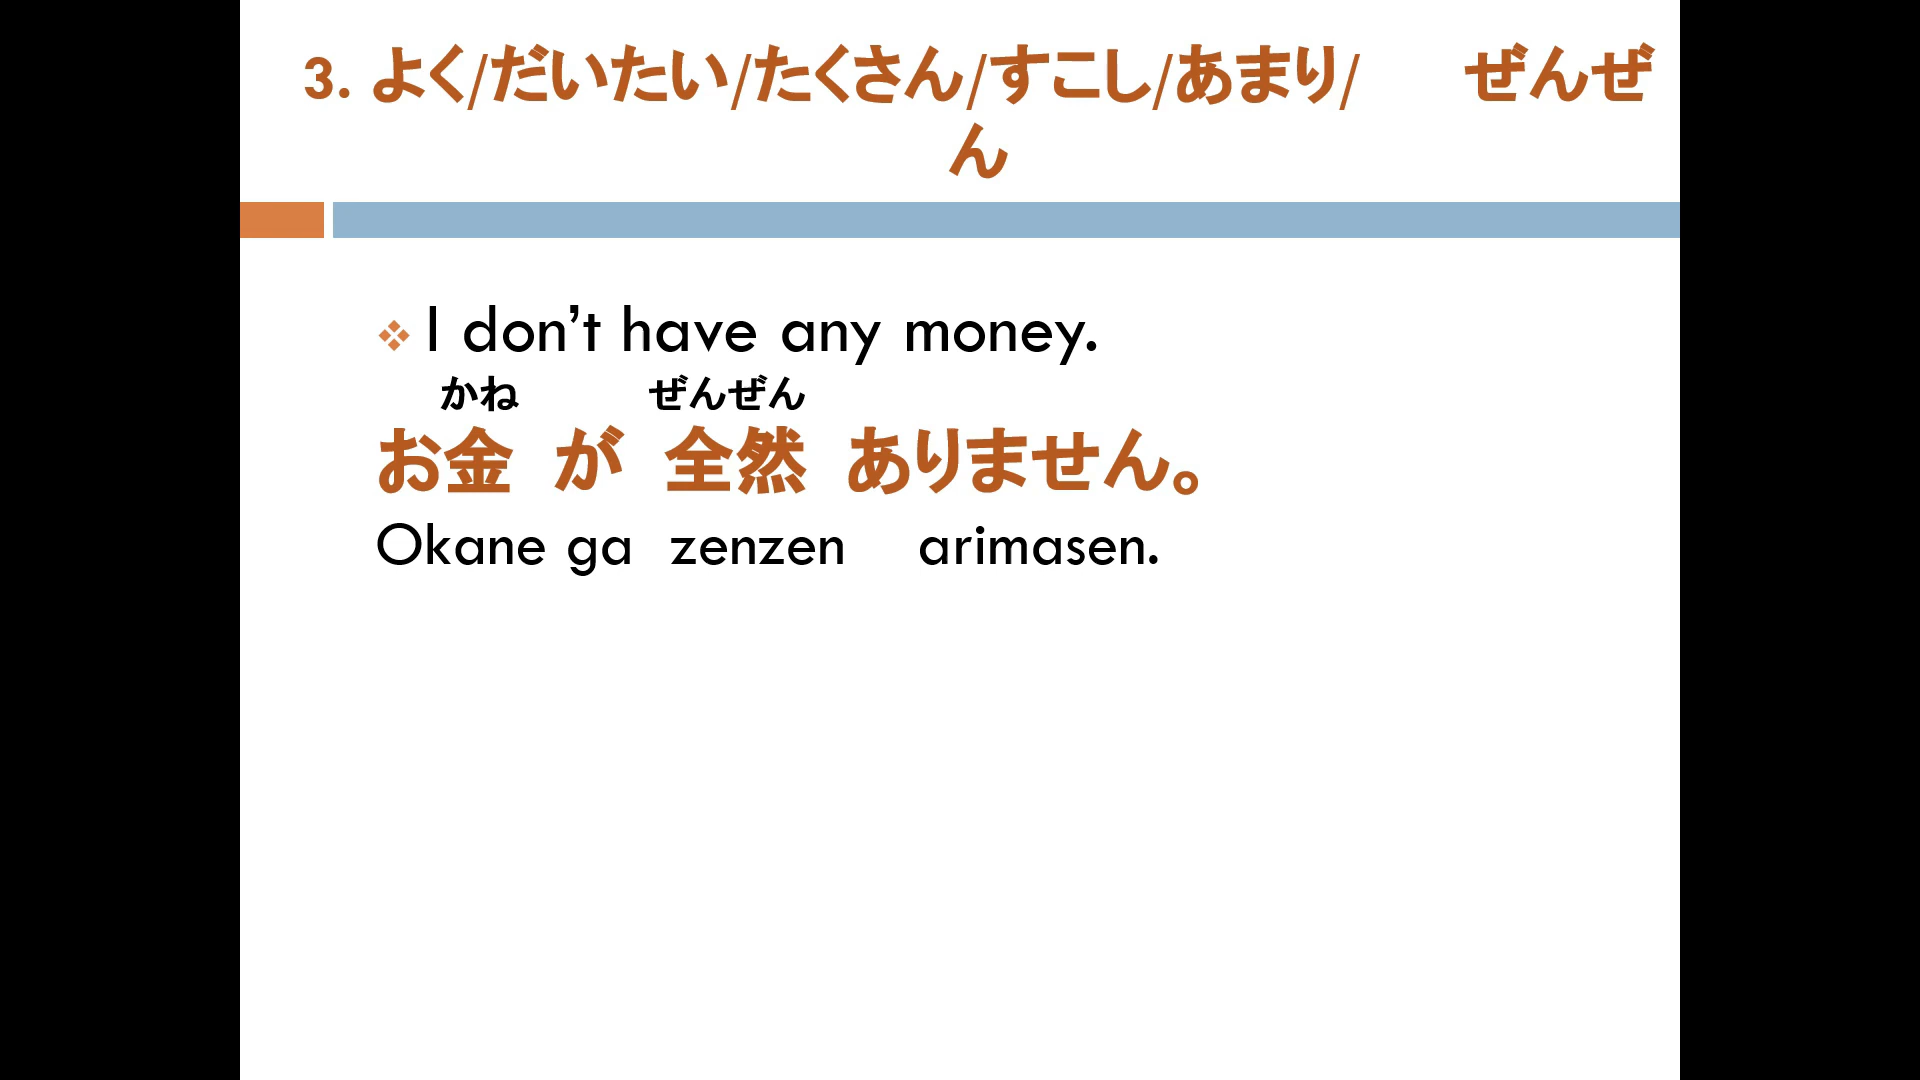 3. よく/だいたい/たくさん/すこし/あまり/　　ぜんぜ
ん
I don’t have any money.
かね　　　ぜんぜん
お金　が　全然　ありません。
Okane ga zenzen arimasen.